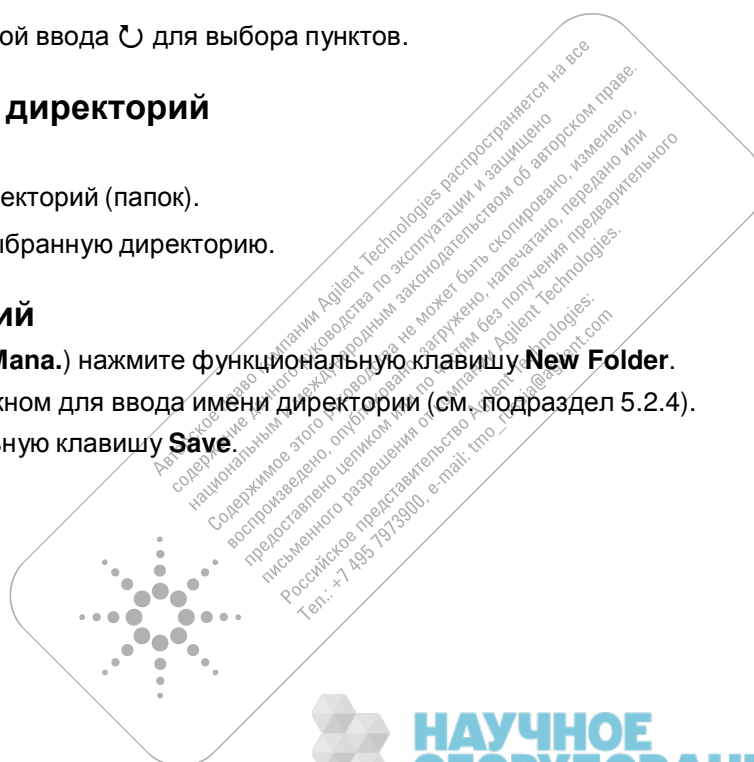 ой ввода ↻ для выбора пунктов.
директорий
екторий (папок).
ыбранную директорию.
ий
Mana.) нажмите функциональную клавишу New Folder.
кном для ввода имени директории (см. подраздел 5.2.4).
ьную клавишу Save.
Авторское право компании Agilent Technologies распространяется на все
содержание данного руководства по эксплуатации и защищено
национальным и международным законодательством об авторском праве.
Содержимое этого руководства не может быть скопировано, изменено,
воспроизведено, опубликовано, загружено, напечатано, передано или
предоставлено целиком или по частям без получения предварительного
письменного разрешения от компании Agilent Technologies.
Российское представительство Agilent Technologies:
Тел.: +7 495 7973900, e-mail: tmo_russia@agilent.com
НАУЧНОЕ
ОБОРУДОВАНИ